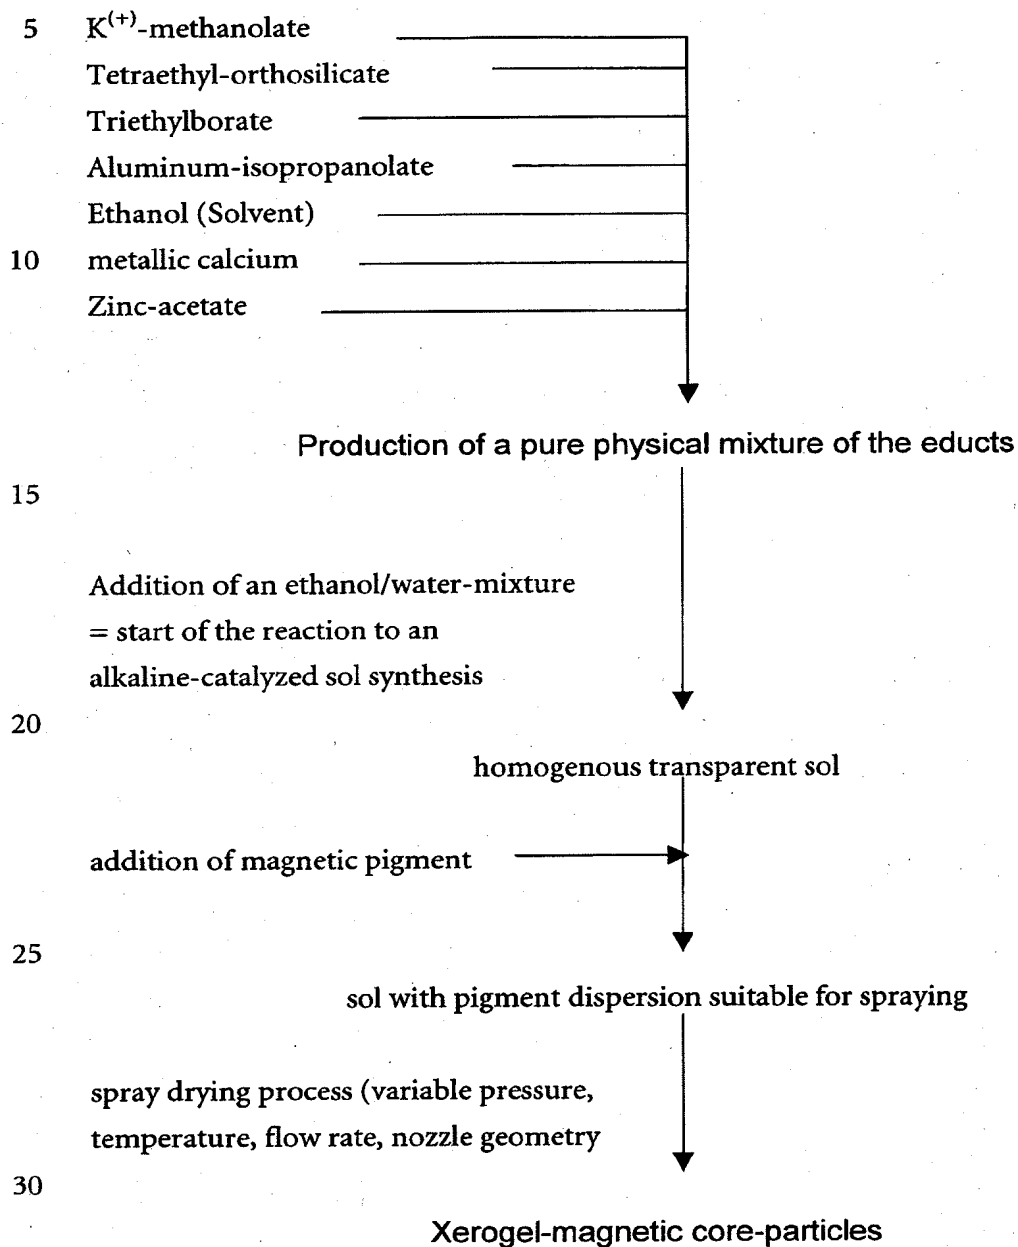 5 K(+)-methanolate
Tetraethyl-orthosilicate
Triethylborate
Aluminum-isopropanolate
Ethanol (Solvent)
10 metallic calcium
Zinc-acetate
Production of a pure physical mixture of the educts
15
Addition of an ethanol/water-mixture
= start of the reaction to an
alkaline-catalyzed sol synthesis
20
homogenous transparent sol
addition of magnetic pigment
25
sol with pigment dispersion suitable for spraying
spray drying process (variable pressure,
temperature, flow rate, nozzle geometry
30
Xerogel-magnetic core-particles